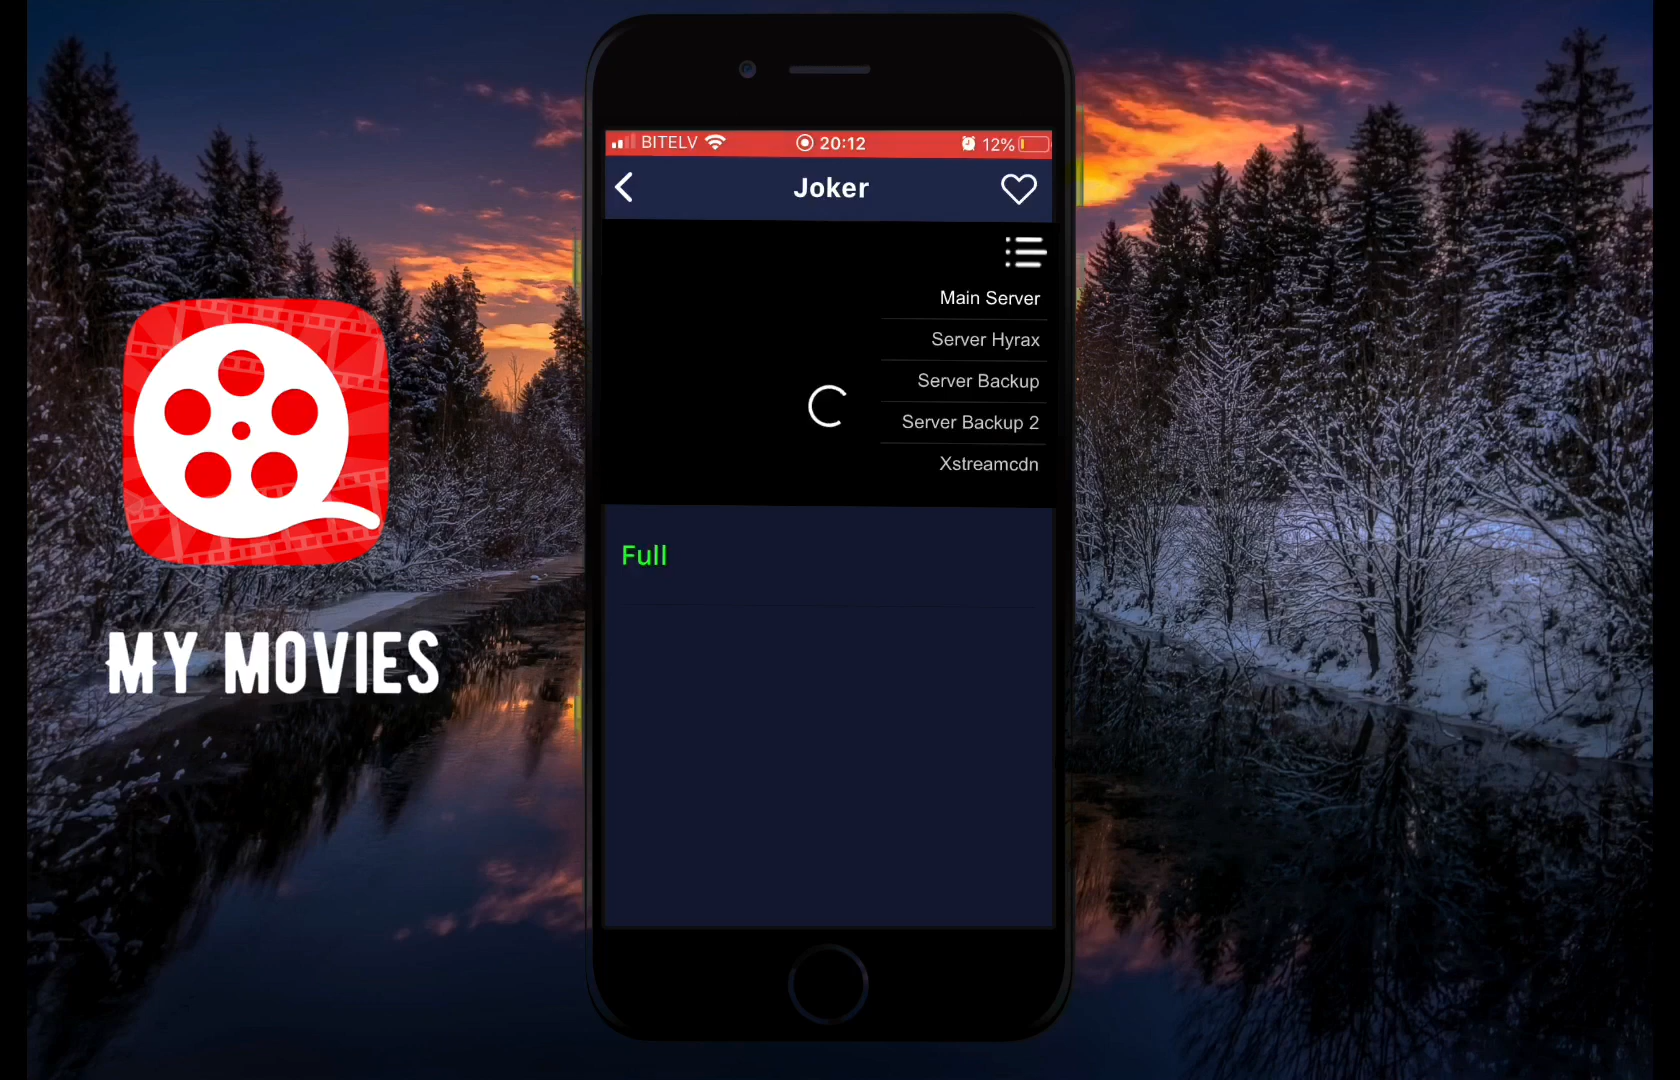 BITELV 20:12 12%
Joker
Main Server
Server Hyrax
Server Backup
Server Backup 2
Xstreamcdn
Full
MY MOVIES